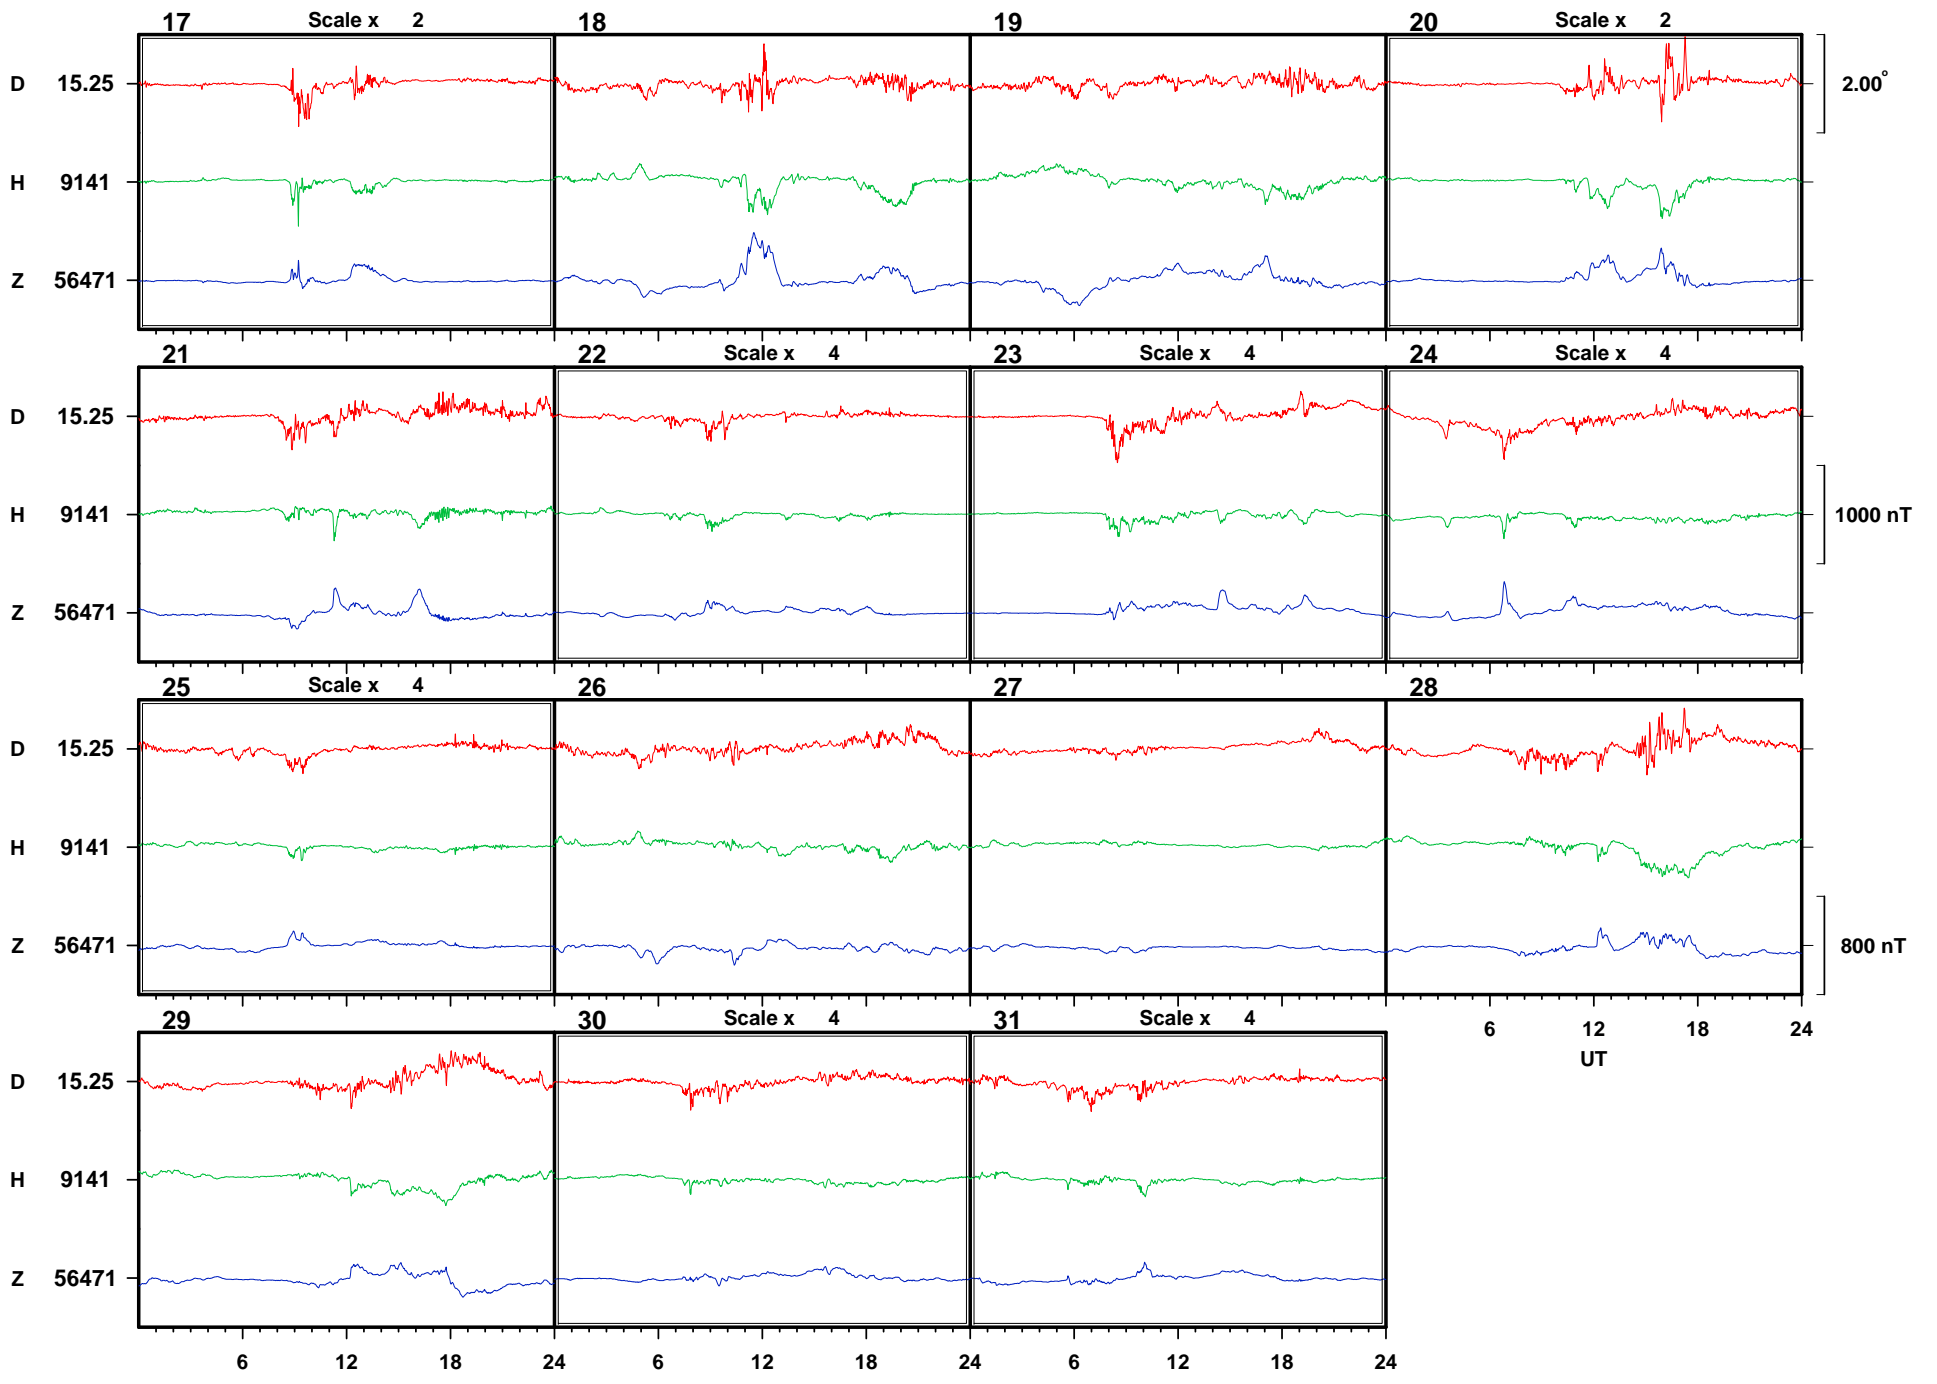 17 Scale x 2 18 19 20 Scale x 2
D 15.25 2.00°
H 9141
Z 56471
21 22 Scale x 4 23 Scale x 4 24 Scale x 4
D 15.25
H 9141 1000 nT
Z 56471
25 Scale x 4 26 27 28
D 15.25
H 9141
Z 56471 800 nT
29 30 Scale x 4 31 Scale x 4 6 12 18 24
UT
D 15.25
H 9141
Z 56471
6 12 18 24 6 12 18 24 6 12 18 24